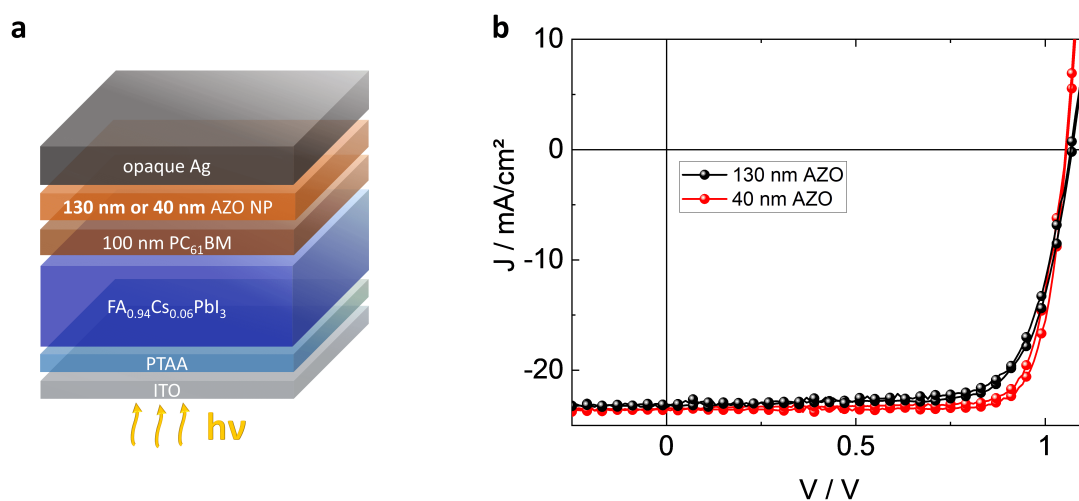 a
opaque Ag
130 nm or 40 nm AZO NP
100 nm PC₆₁BM
FA₀.₉₄Cs₀.₀₆PbI₃
PTAA
ITO
hν
b
10
0
-10
-20
J / mA/cm²
130 nm AZO
40 nm AZO
0
0.5
1
V / V